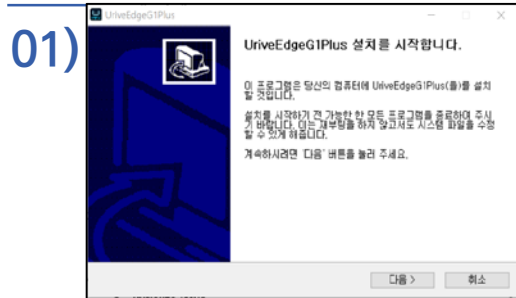 01)
UriveEdgeG1Plus
UriveEdgeG1Plus 설치를 시작합니다.
이 프로그램은 당신의 컴퓨터에 UriveEdgeG1Plus(을)를 설치
할 것입니다.
설치를 시작하기 전 가능한 한 모든 프로그램을 종료하여 주시
기 바랍니다. 이는 재부팅을 하지 않고서도 시스템 파일을 수정
할 수 있게 해줍니다.
계속하시려면 '다음' 버튼을 눌러 주세요.
다음 > 취소